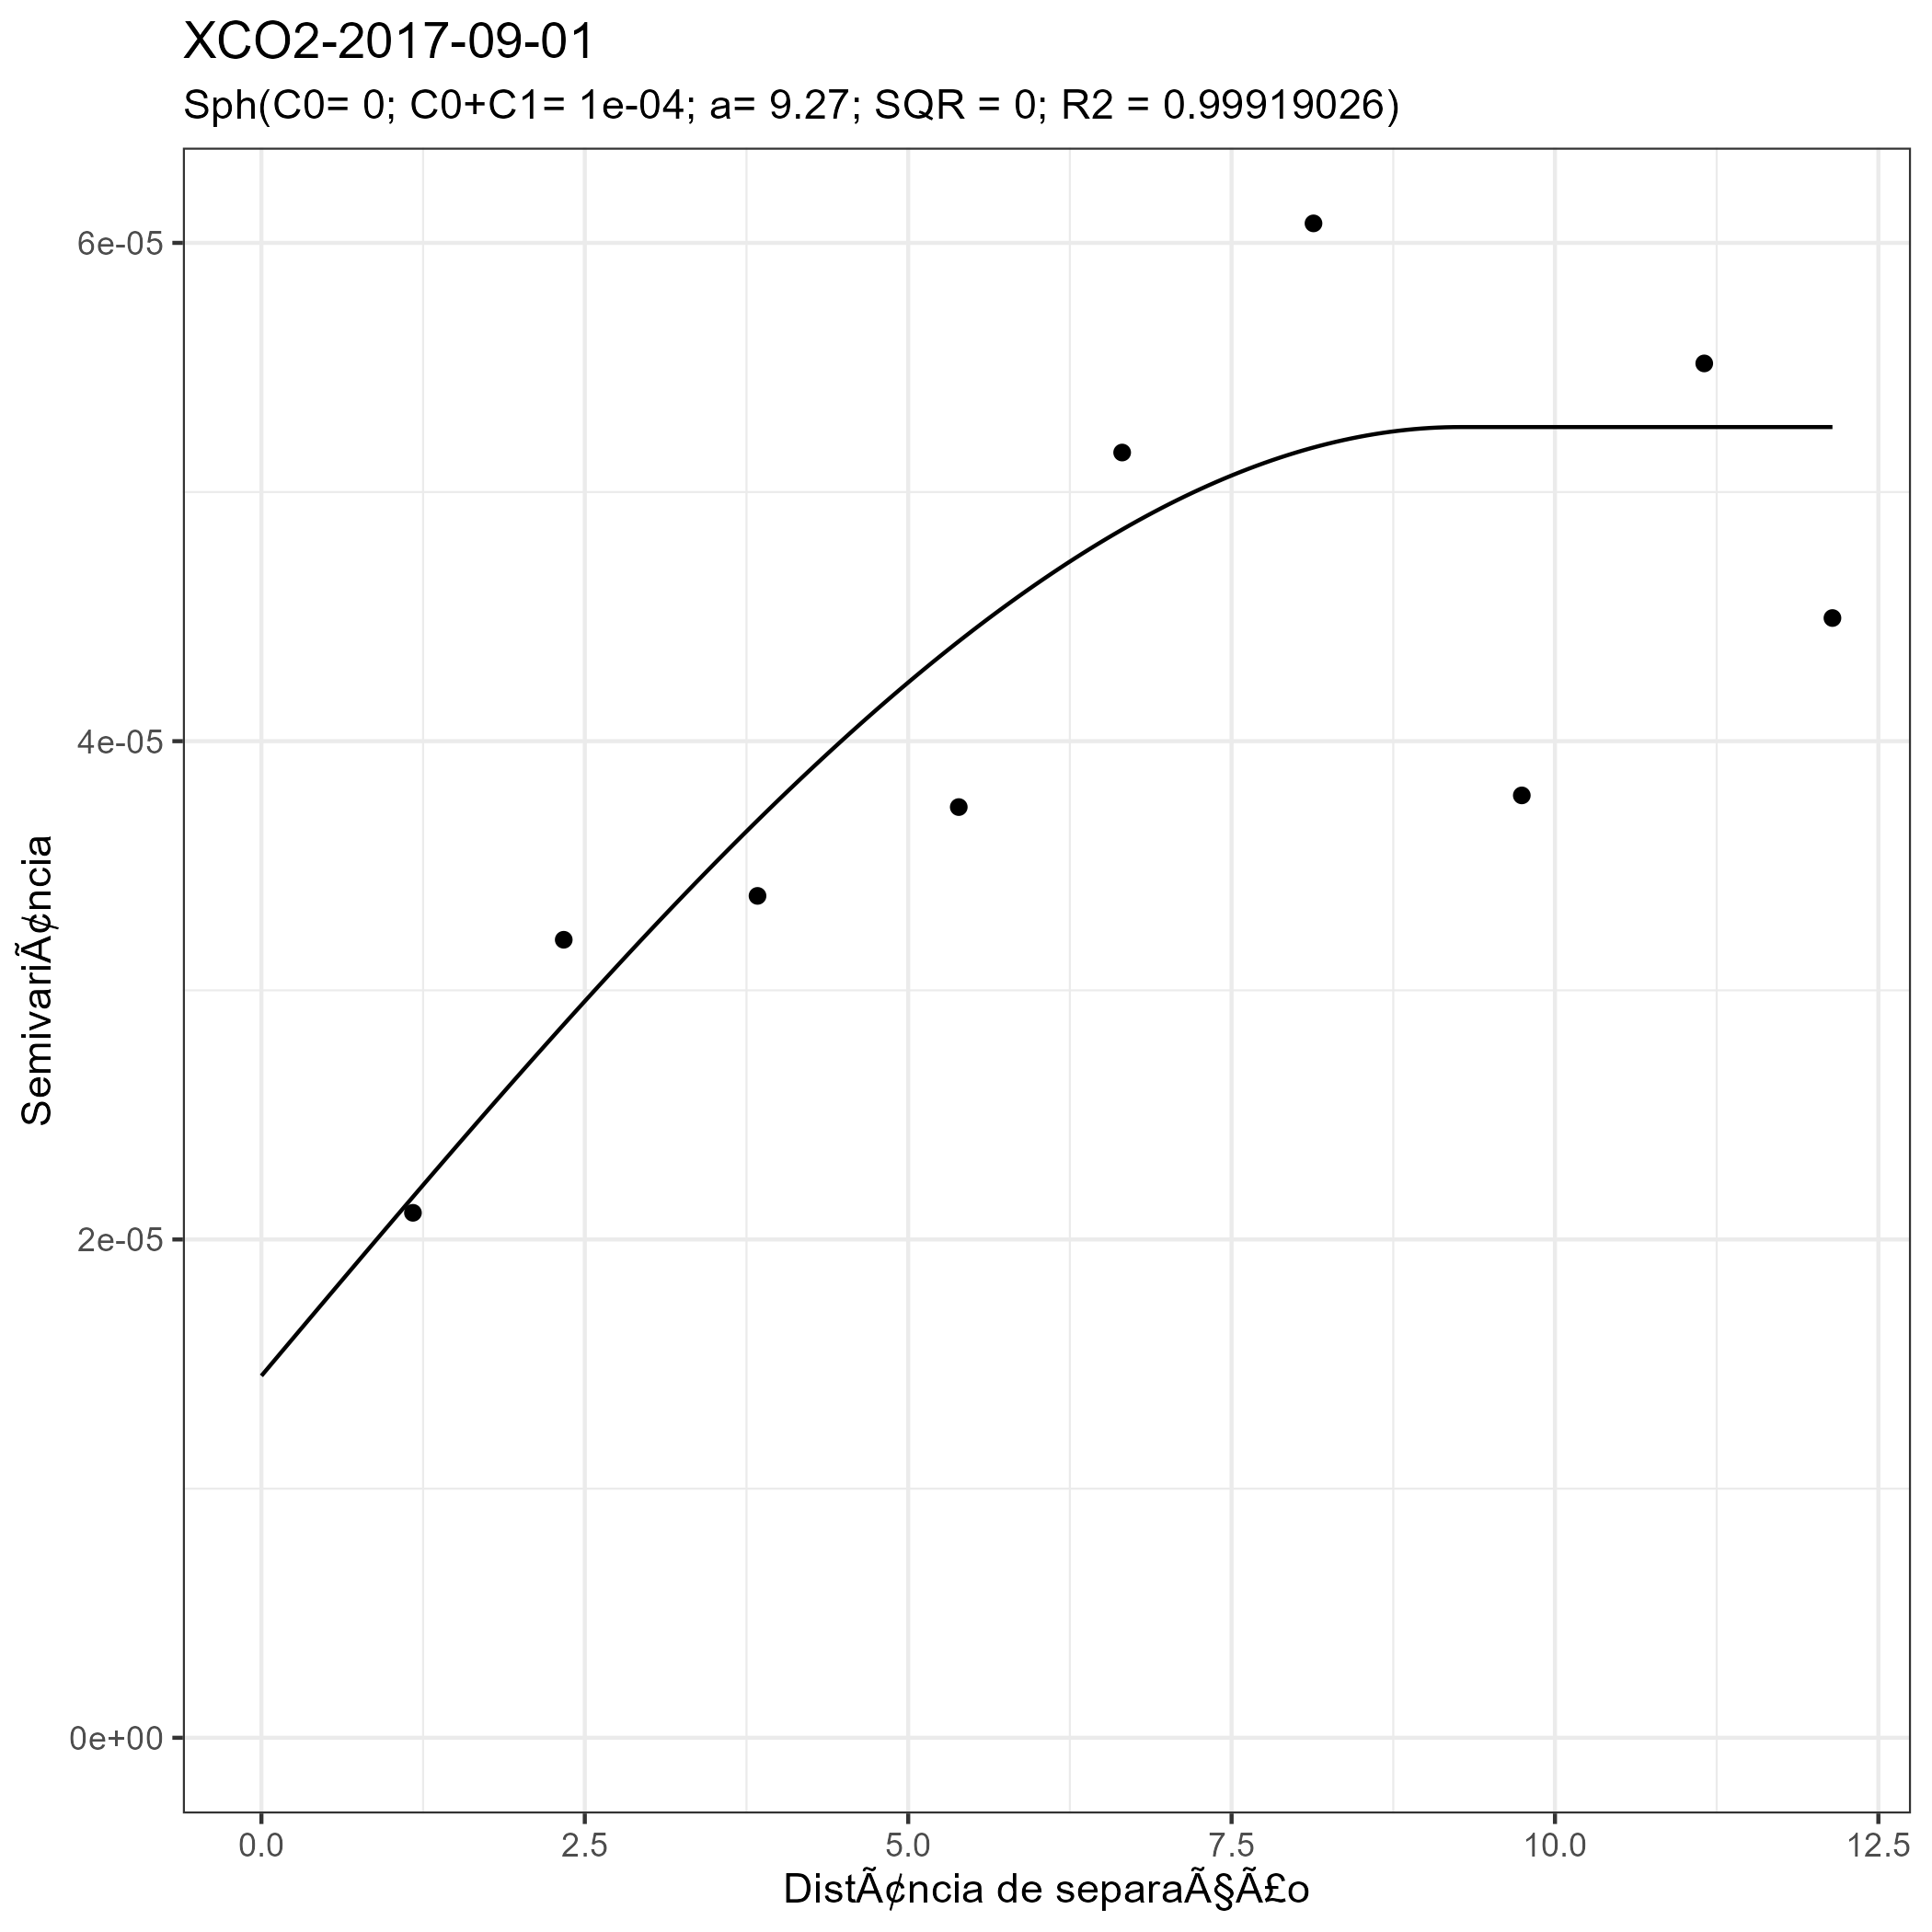 XCO2-2017-09-01
Sph(C0= 0; C0+C1= 1e-04; a= 9.27; SQR = 0; R2 = 0.99919026)
6e-05
4e-05
2e-05
0e+00
SemivariÃ¢ncia
0.0 2.5 5.0 7.5 10.0 12.5
DistÃ¢ncia de separaÃ§Ã£o